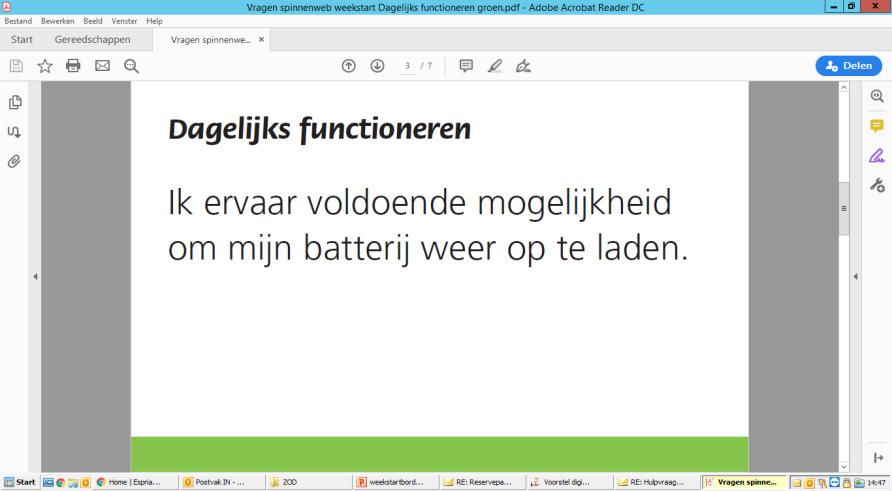 Vragen spinnenweb weekstart Dagelijks functioneren groen.pdf - Adobe Acrobat Reader DC
Bestand Bewerken Beeld Venster Help
Start Gereedschappen Vragen spinnenwe... ×
3 / 7 Delen
Dagelijks functioneren
Ik ervaar voldoende mogelijkheid
om mijn batterij weer op te laden.
Start Home | Espria... Postvak IN - ... ZOD weekstartbord... RE: Reservepa... Voorstel digi... RE: Hulpvraag... Vragen spinne... 14:47